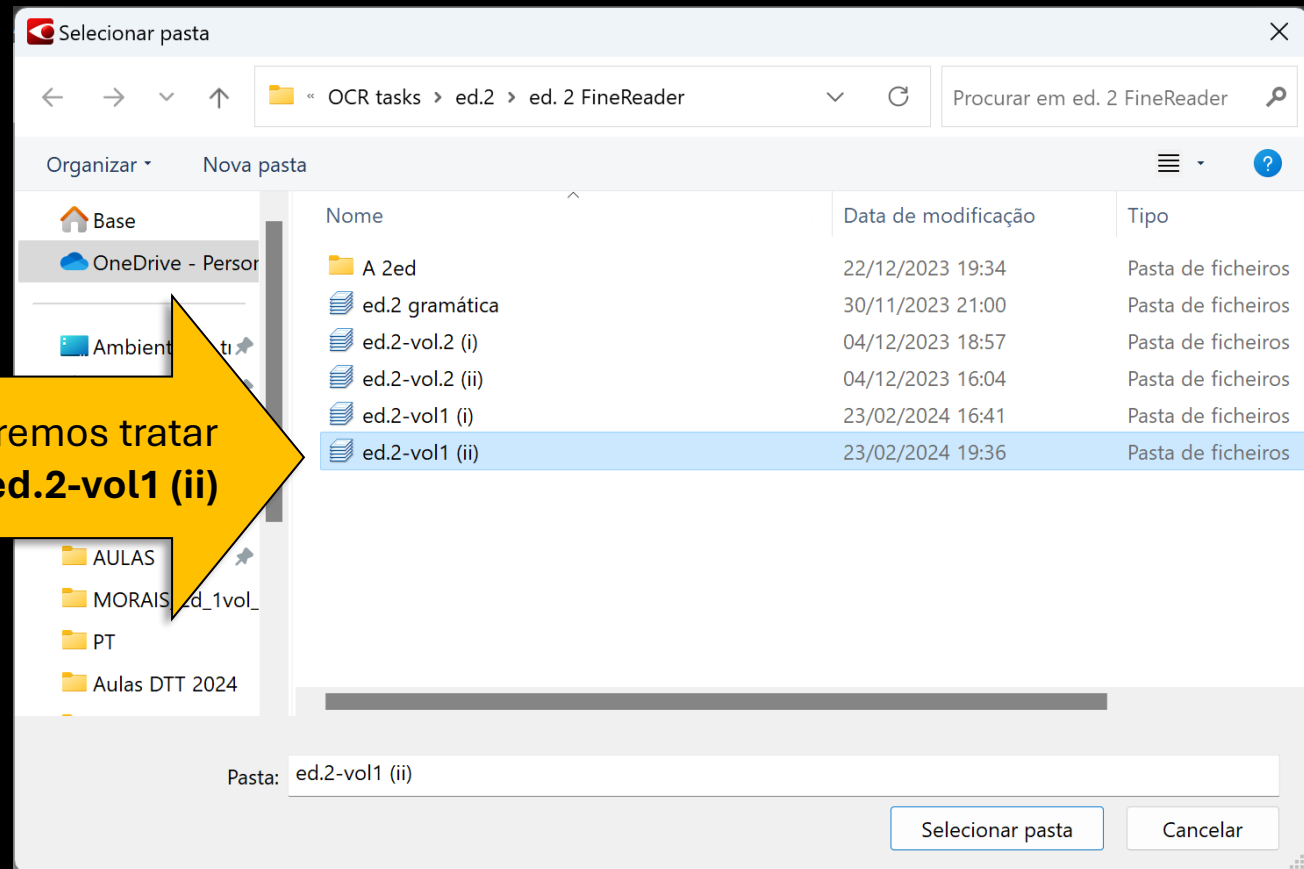 Selecionar pasta
« OCR tasks > ed.2 > ed. 2 FineReader
Procurar em ed. 2 FineReader
Organizar
Nova pasta
?
Base
OneDrive - Person
AULAS
PT
Aulas DTT 2024
Nome Data de modificação Tipo
A 2ed 22/12/2023 19:34 Pasta de ficheiros
ed.2 gramática 30/11/2023 21:00 Pasta de ficheiros
ed.2-vol.2 (i) 04/12/2023 18:57 Pasta de ficheiros
ed.2-vol.2 (ii) 04/12/2023 16:04 Pasta de ficheiros
ed.2-vol1 (i) 23/02/2024 16:41 Pasta de ficheiros
ed.2-vol1 (ii) 23/02/2024 19:36 Pasta de ficheiros
remos tratar
ed.2-vol1 (ii)
Pasta: ed.2-vol1 (ii)
Selecionar pasta
Cancelar